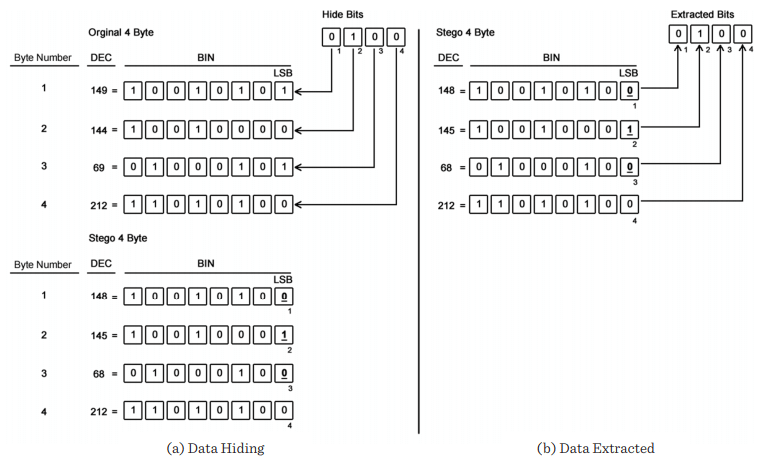 Hide Bits
Orginal 4 Byte
0 1 0 0
1 2 3 4
Byte Number DEC BIN
LSB
1 149 = 1 0 0 1 0 1 0 1
2 144 = 1 0 0 1 0 0 0 0
3 69 = 0 1 0 0 0 1 0 1
4 212 = 1 1 0 1 0 1 0 0
Stego 4 Byte
Byte Number DEC BIN
LSB
1 148 = 1 0 0 1 0 1 0 0
1
2 145 = 1 0 0 1 0 0 0 1
2
3 68 = 0 1 0 0 0 1 0 0
3
4 212 = 1 1 0 1 0 1 0 0
4
(a) Data Hiding
Extracted Bits
Stego 4 Byte
0 1 0 0
1 2 3 4
DEC BIN
LSB
148 = 1 0 0 1 0 1 0 0
1
145 = 1 0 0 1 0 0 0 1
2
68 = 0 1 0 0 0 1 0 0
3
212 = 1 1 0 1 0 1 0 0
4
(b) Data Extracted